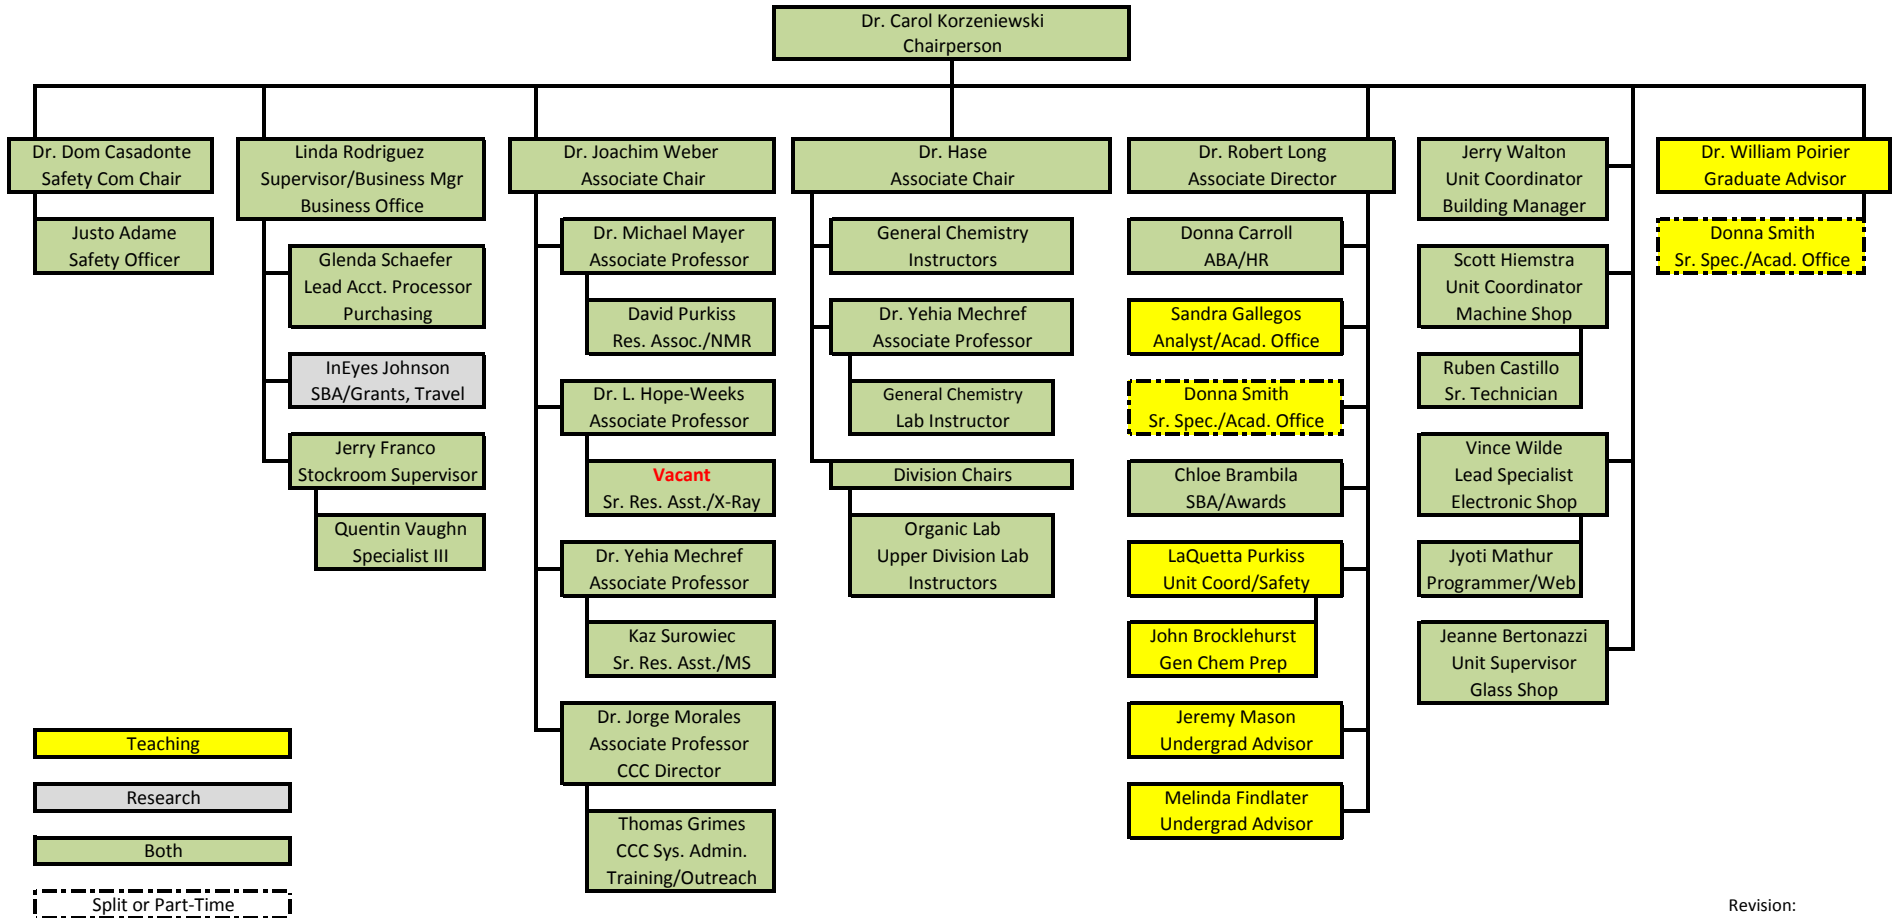 Dr. Carol Korzeniewski
Chairperson
Dr. Dom Casadonte
Safety Com Chair
Justo Adame
Safety Officer
Linda Rodriguez
Supervisor/Business Mgr
Business Office
Glenda Schaefer
Lead Acct. Processor
Purchasing
InEyes Johnson
SBA/Grants, Travel
Jerry Franco
Stockroom Supervisor
Quentin Vaughn
Specialist III
Dr. Joachim Weber
Associate Chair
Dr. Michael Mayer
Associate Professor
David Purkiss
Res. Assoc./NMR
Dr. L. Hope-Weeks
Associate Professor
Vacant
Sr. Res. Asst./X-Ray
Dr. Yehia Mechref
Associate Professor
Kaz Surowiec
Sr. Res. Asst./MS
Dr. Jorge Morales
Associate Professor
CCC Director
Thomas Grimes
CCC Sys. Admin.
Training/Outreach
Dr. Hase
Associate Chair
General Chemistry
Instructors
Dr. Yehia Mechref
Associate Professor
General Chemistry
Lab Instructor
Division Chairs
Organic Lab
Upper Division Lab
Instructors
Dr. Robert Long
Associate Director
Donna Carroll
ABA/HR
Sandra Gallegos
Analyst/Acad. Office
Donna Smith
Sr. Spec./Acad. Office
Chloe Brambila
SBA/Awards
LaQuetta Purkiss
Unit Coord/Safety
John Brocklehurst
Gen Chem Prep
Jeremy Mason
Undergrad Advisor
Melinda Findlater
Undergrad Advisor
Jerry Walton
Unit Coordinator
Building Manager
Scott Hiemstra
Unit Coordinator
Machine Shop
Ruben Castillo
Sr. Technician
Vince Wilde
Lead Specialist
Electronic Shop
Jyoti Mathur
Programmer/Web
Jeanne Bertonazzi
Unit Supervisor
Glass Shop
Dr. William Poirier
Graduate Advisor
Donna Smith
Sr. Spec./Acad. Office
Teaching
Research
Both
Split or Part-Time
Revision: